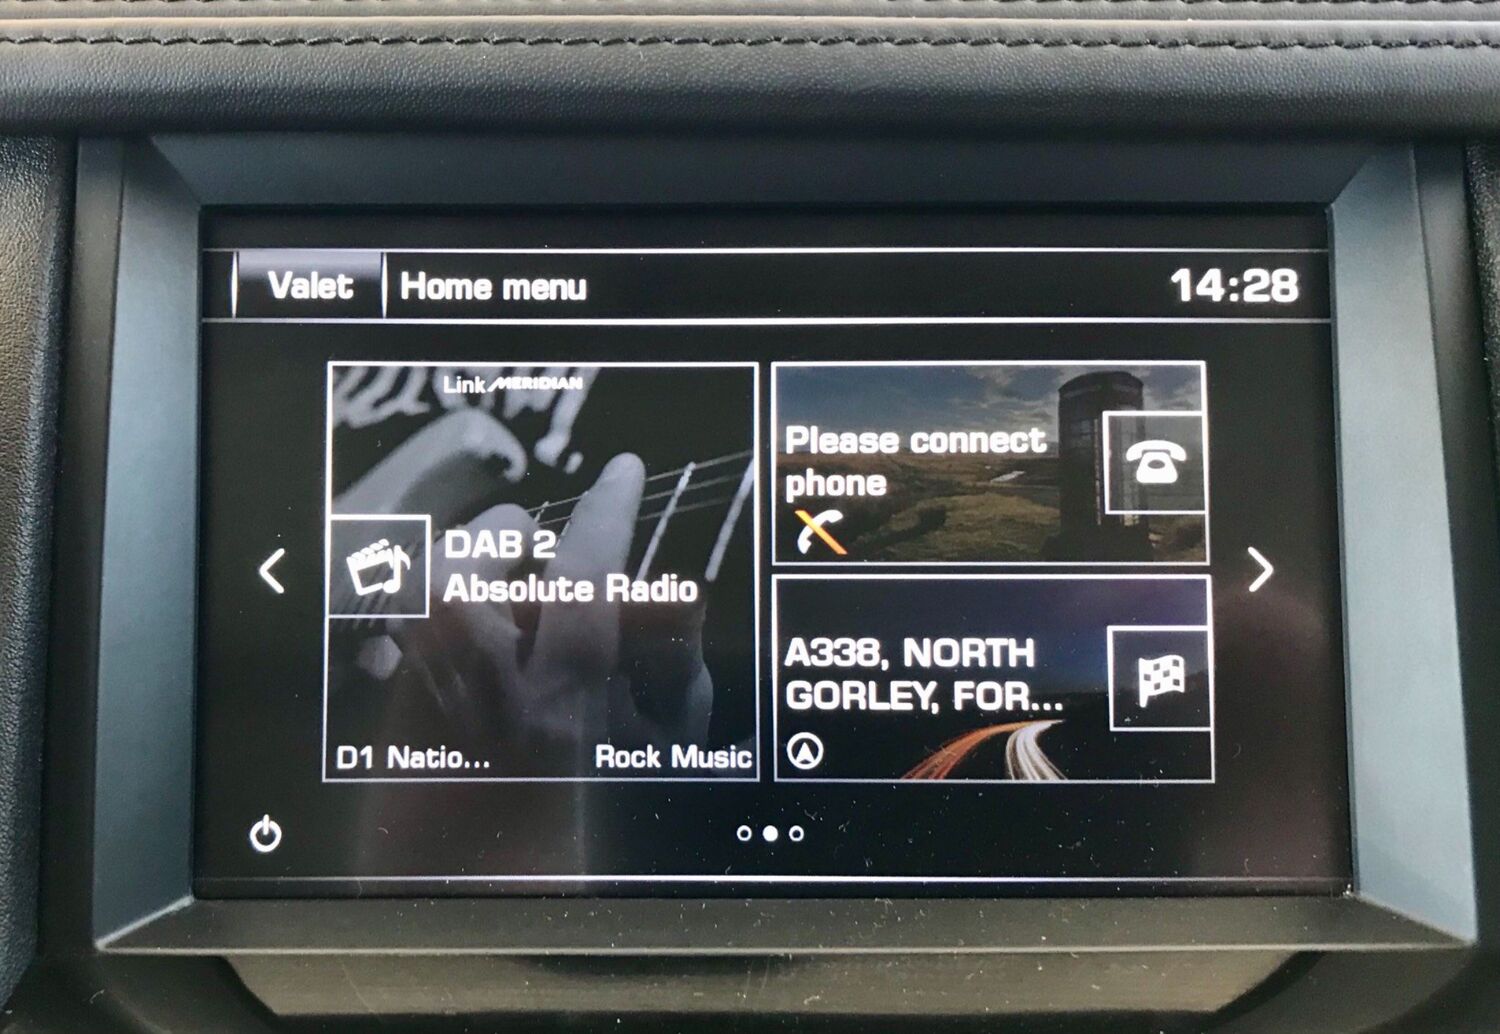 Valet Home menu 14:28
Link MERIDIAN
DAB 2
Absolute Radio
D1 Natio... Rock Music
Please connect
phone
A338, NORTH
GORLEY, FOR...